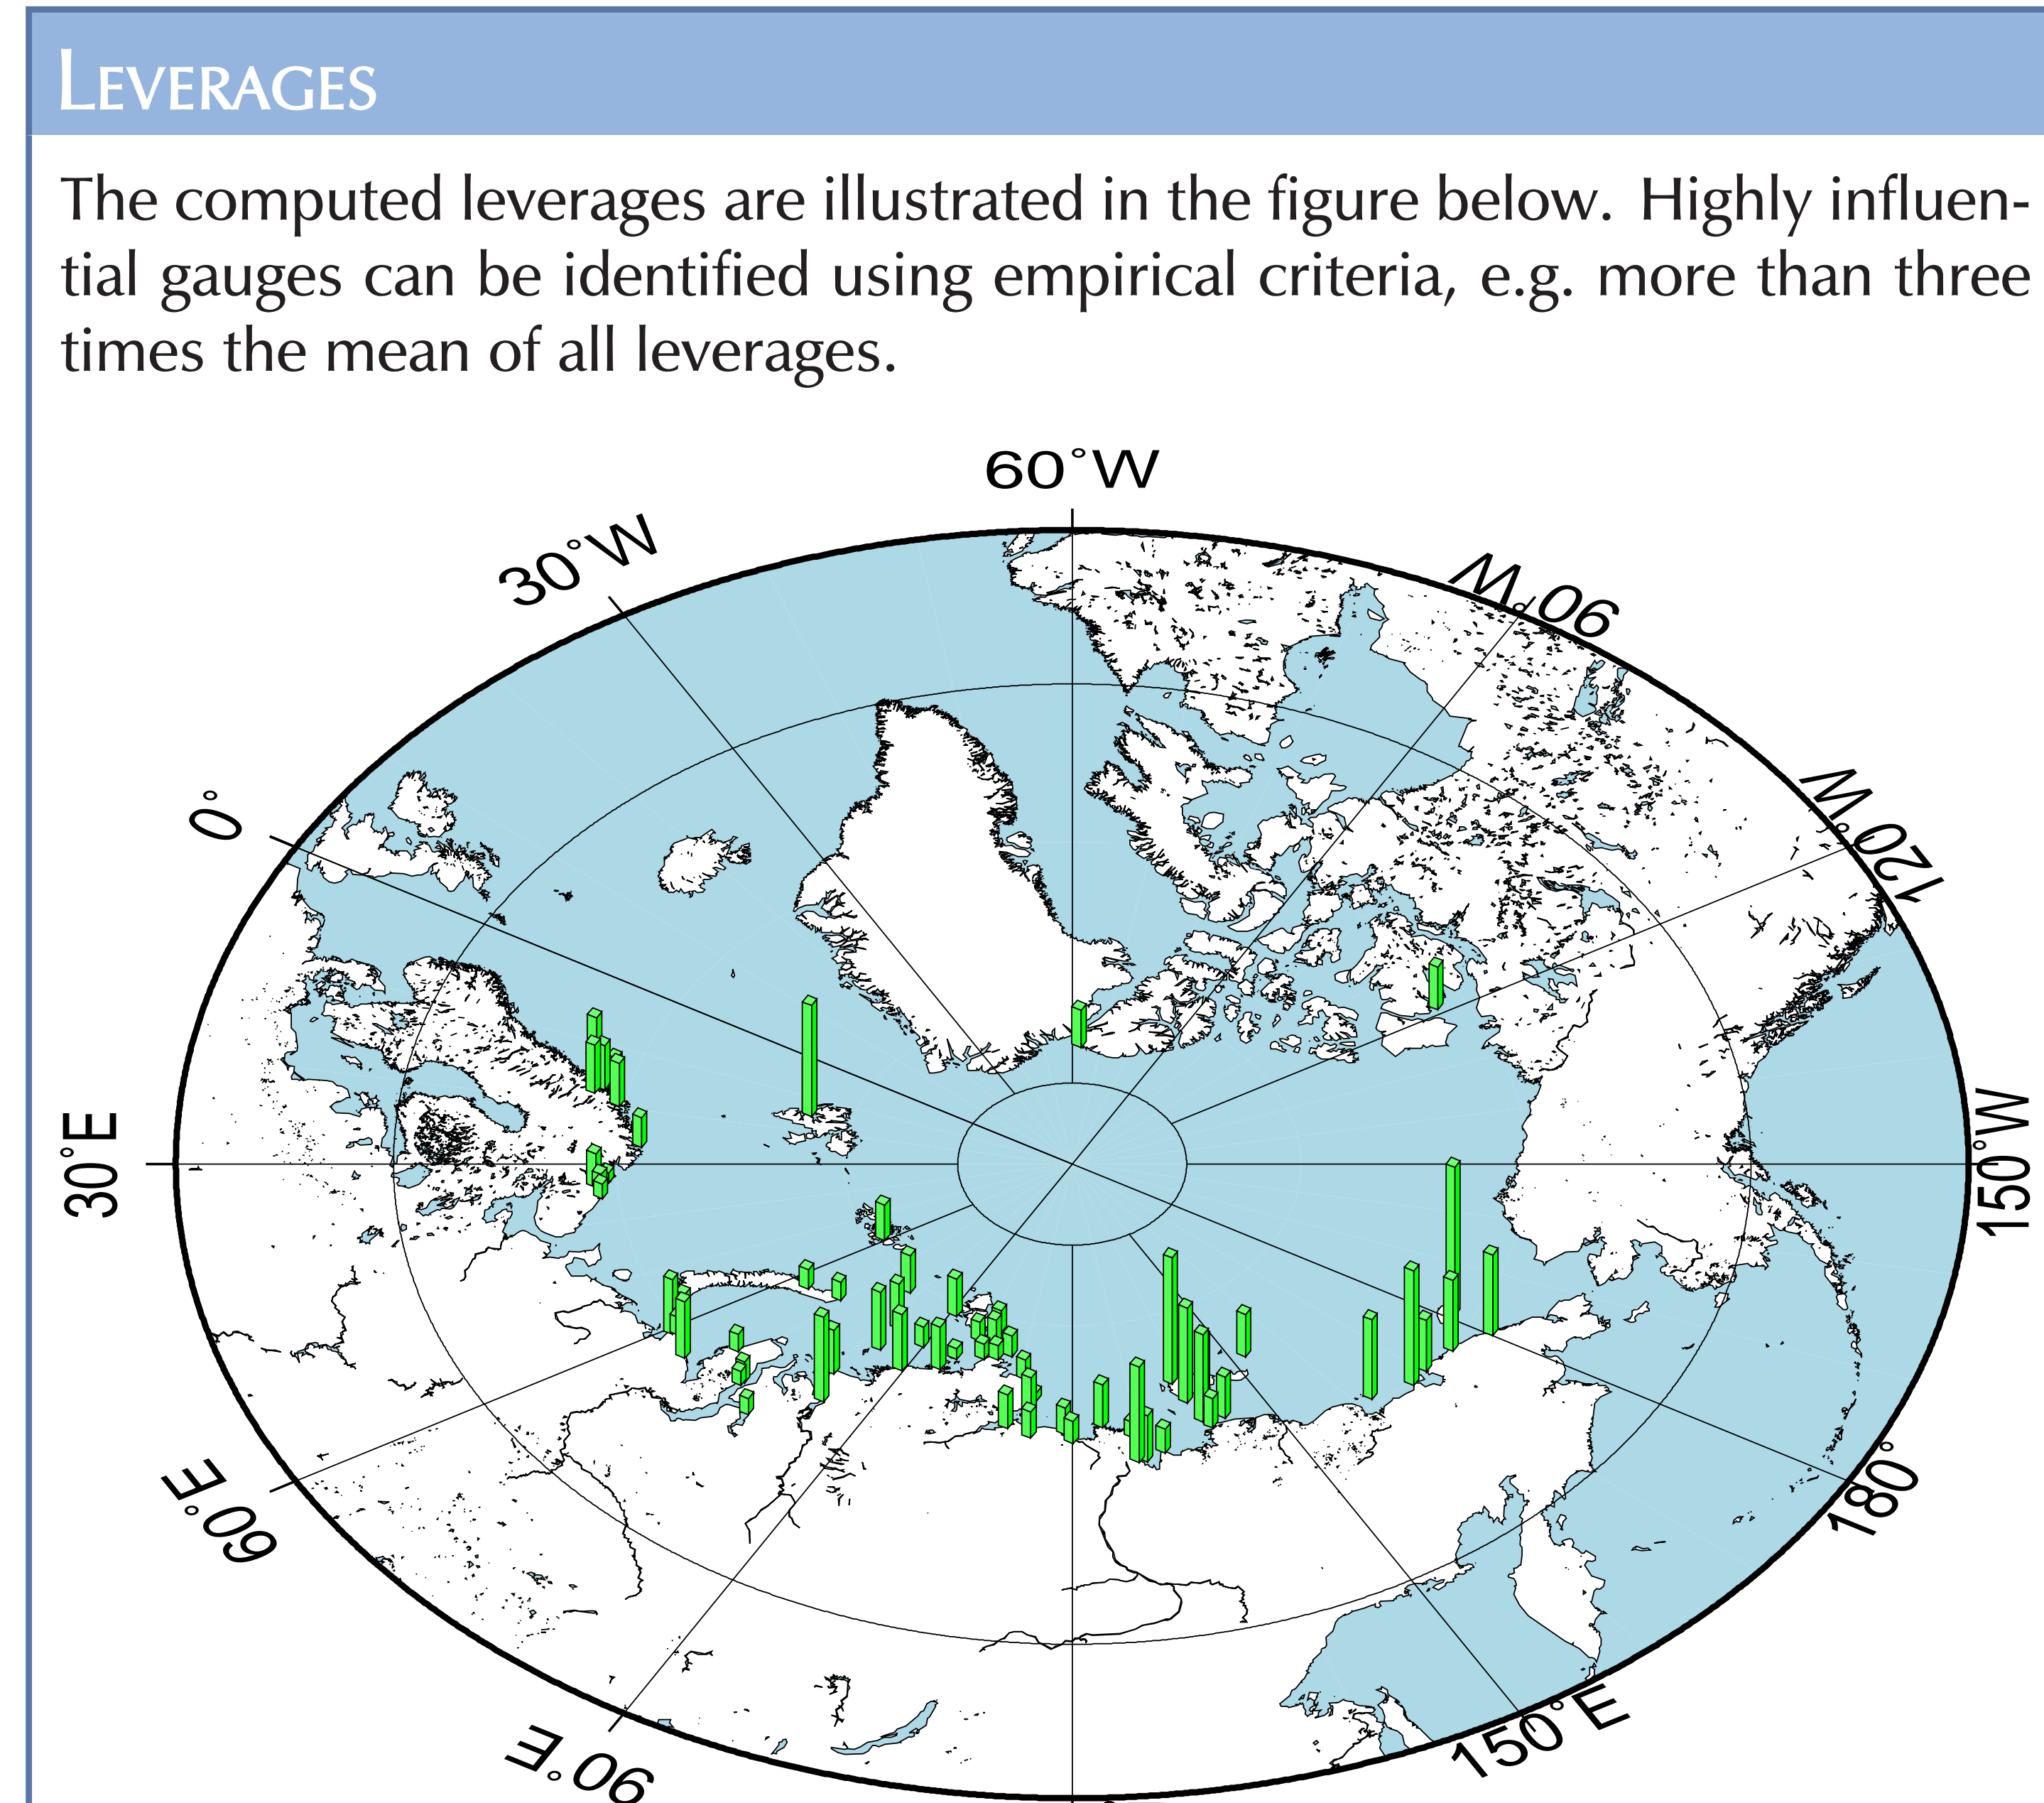 LEVERAGES
The computed leverages are illustrated in the figure below. Highly influen-
tial gauges can be identified using empirical criteria, e.g. more than three
times the mean of all leverages.
60°W
30°W
90°W
0°
120°W
30°E
150°W
60°E
180°
90°E
150°E